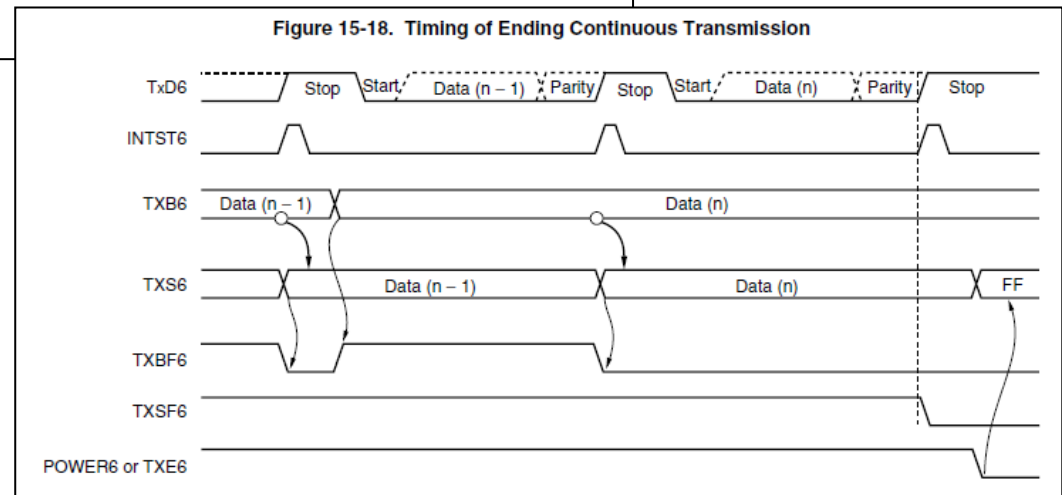 Figure 15-18. Timing of Ending Continuous Transmission
TxD6 Stop Start Data (n − 1) Parity Stop Start Data (n) Parity Stop
INTST6
TXB6 Data (n − 1) Data (n)
TXS6 Data (n − 1) Data (n) FF
TXBF6
TXSF6
POWER6 or TXE6